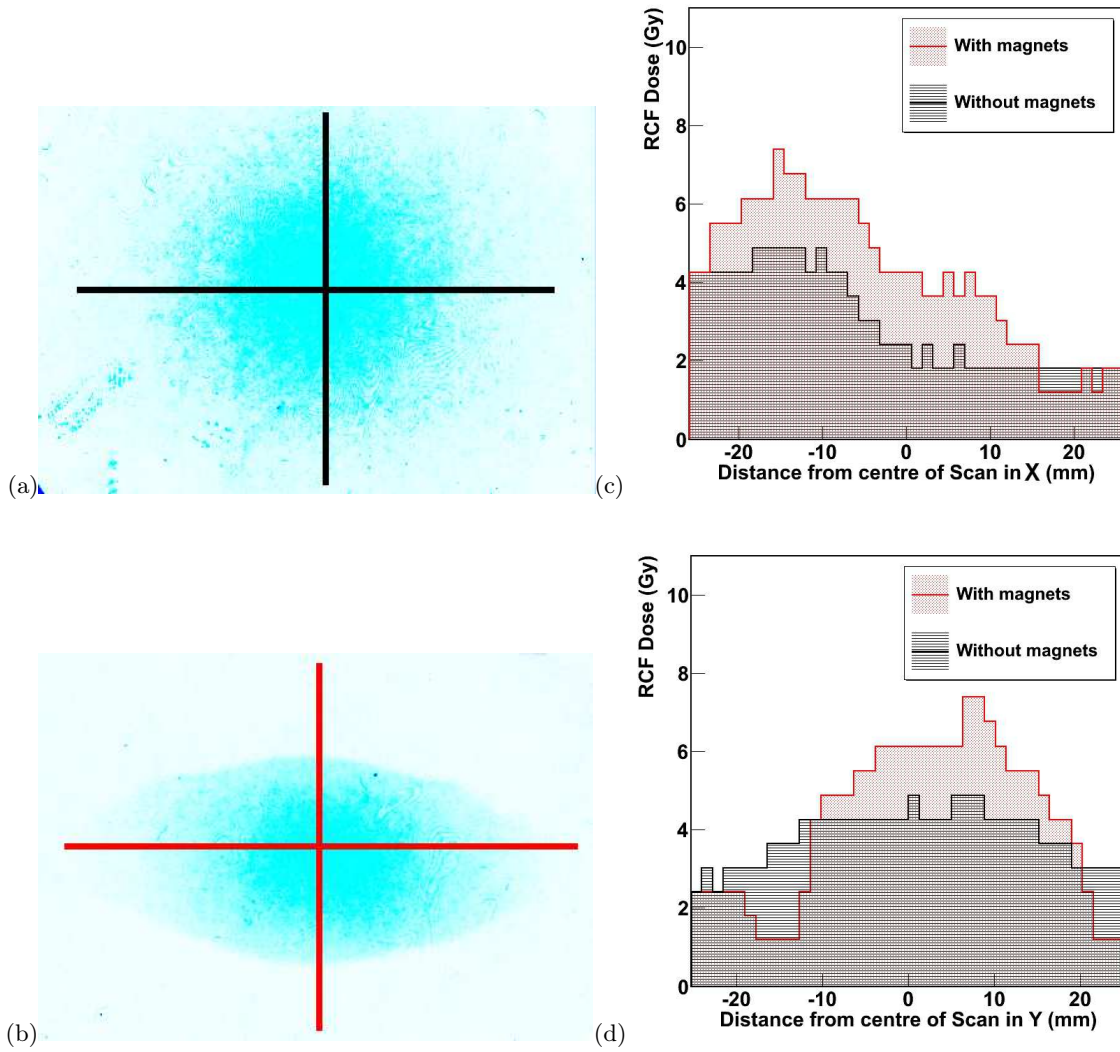 (a)
(c)
RCF Dose (Gy)
10
8
6
4
2
0
With magnets
Without magnets
-20 -10 0 10 20
Distance from centre of Scan in X (mm)
(b)
(d)
RCF Dose (Gy)
10
8
6
4
2
0
With magnets
Without magnets
-20 -10 0 10 20
Distance from centre of Scan in Y (mm)